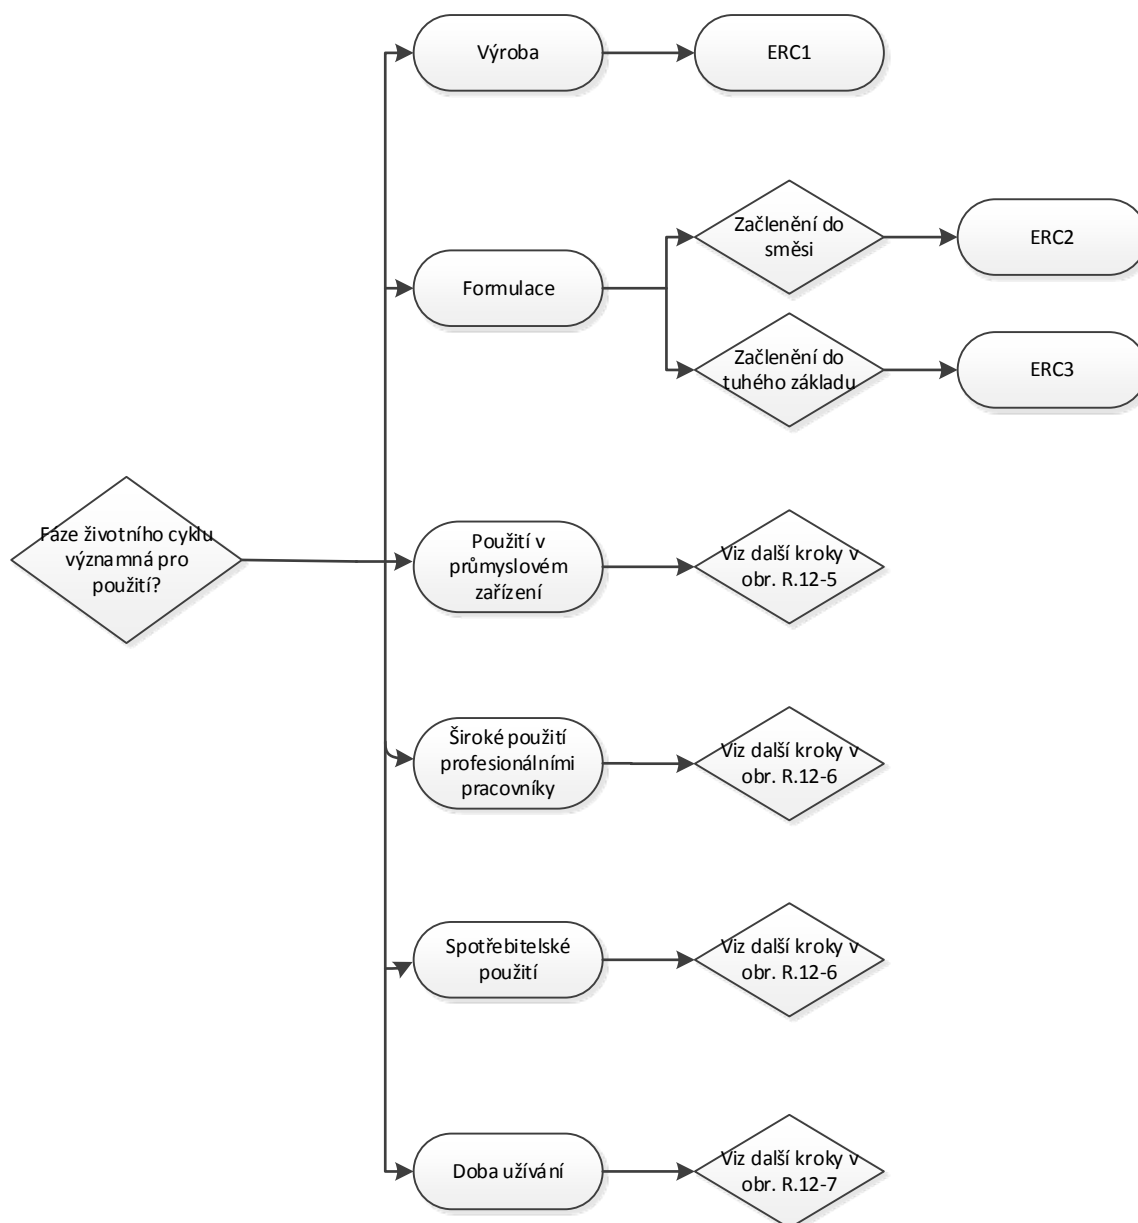 Výroba
ERC1
Začlenění do
směsi
ERC2
Formulace
Začlenění do
tuhého základu
ERC3
Fáze životního cyklu
významná pro
použití?
Použití v
průmyslovém
zařízení
Viz další kroky v
obr. R.12-5
Široké použití
profesionálními
pracovníky
Viz další kroky v
obr. R.12-6
Spotřebitelské
použití
Viz další kroky v
obr. R.12-6
Doba užívání
Viz další kroky v
obr. R.12-7